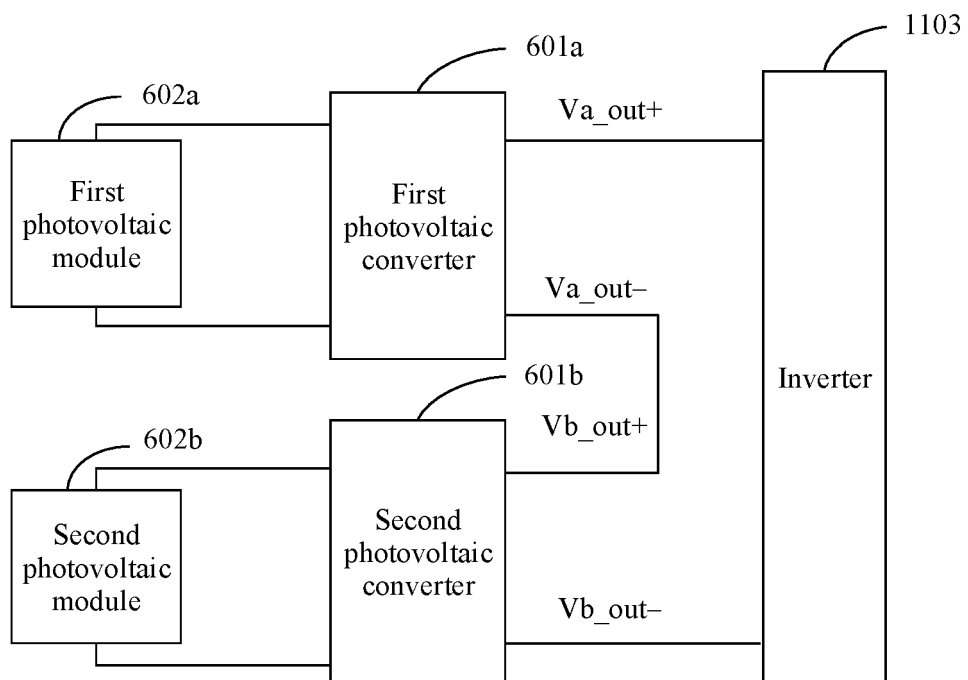 1103
601a
602a
Va_out+
First
photovoltaic
module
First
photovoltaic
converter
Va_out–
Inverter
601b
Vb_out+
602b
Second
photovoltaic
module
Second
photovoltaic
converter
Vb_out–